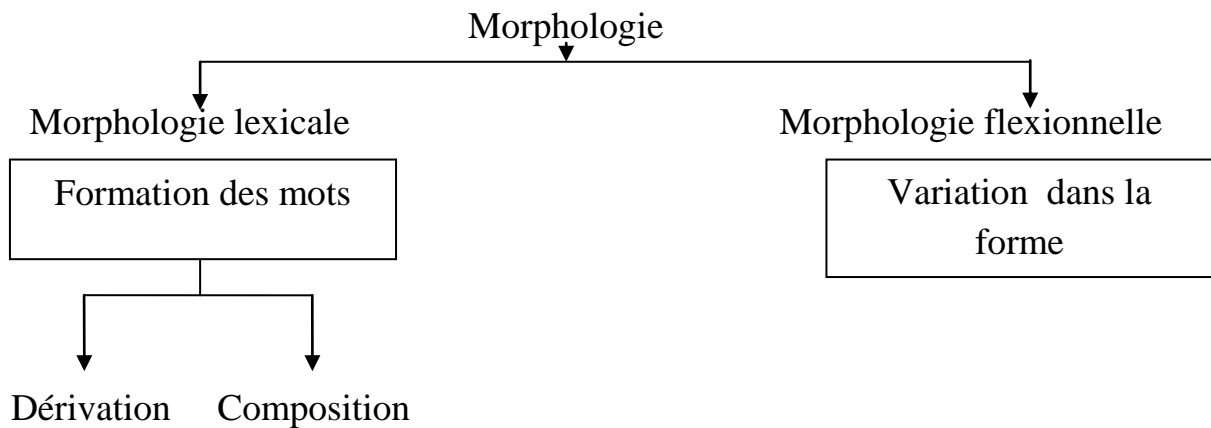 Morphologie
Morphologie lexicale
Morphologie flexionnelle
Formation des mots
Variation dans la
forme
Dérivation
Composition